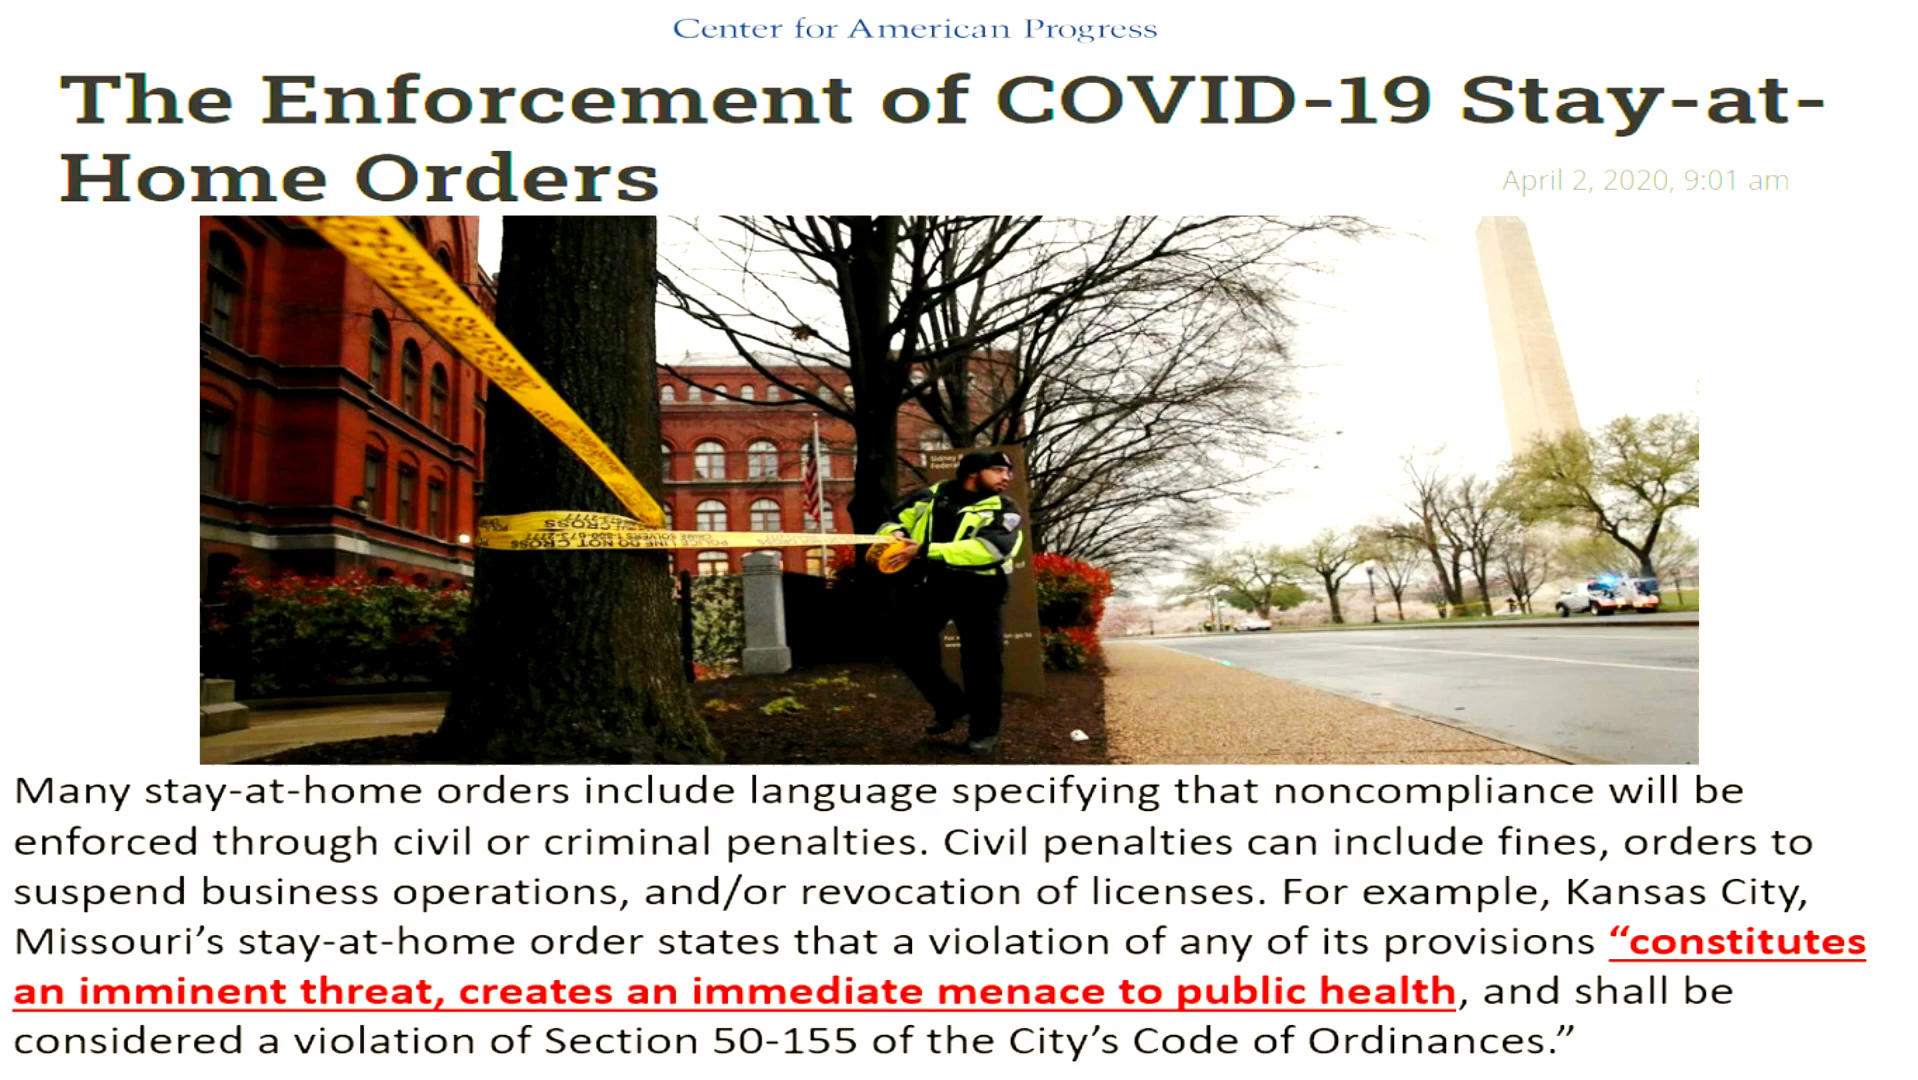 Center for American Progress
The Enforcement of COVID-19 Stay-at-
Home Orders
April 2, 2020, 9:01 am
CROSS
LINE DO NOT CROSS
Many stay-at-home orders include language specifying that noncompliance will be
enforced through civil or criminal penalties. Civil penalties can include fines, orders to
suspend business operations, and/or revocation of licenses. For example, Kansas City,
Missouri’s stay-at-home order states that a violation of any of its provisions “constitutes
an imminent threat, creates an immediate menace to public health, and shall be
considered a violation of Section 50-155 of the City’s Code of Ordinances.”